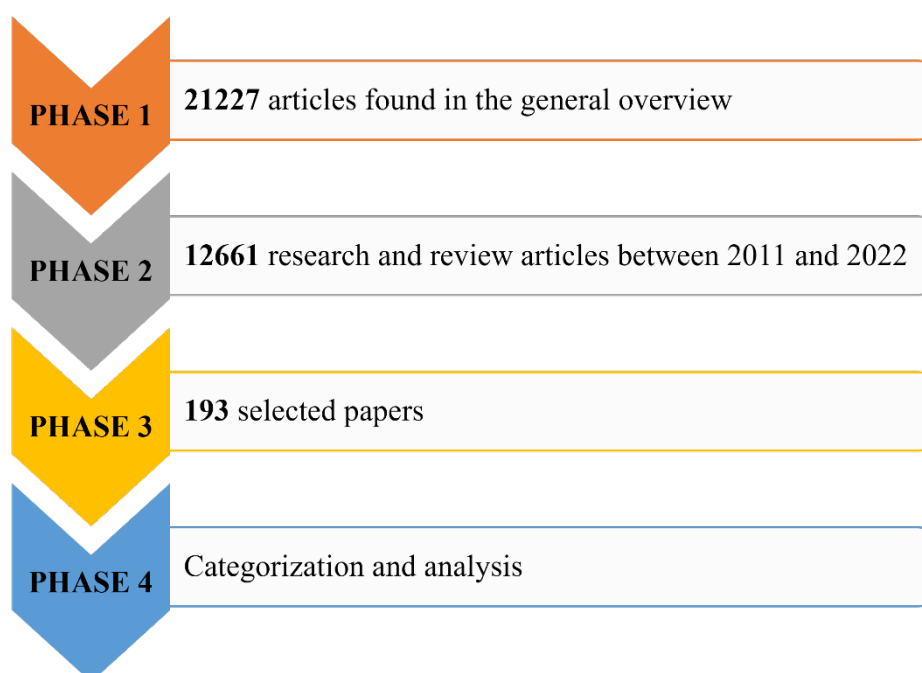 PHASE 1
21227 articles found in the general overview
PHASE 2
12661 research and review articles between 2011 and 2022
PHASE 3
193 selected papers
PHASE 4
Categorization and analysis